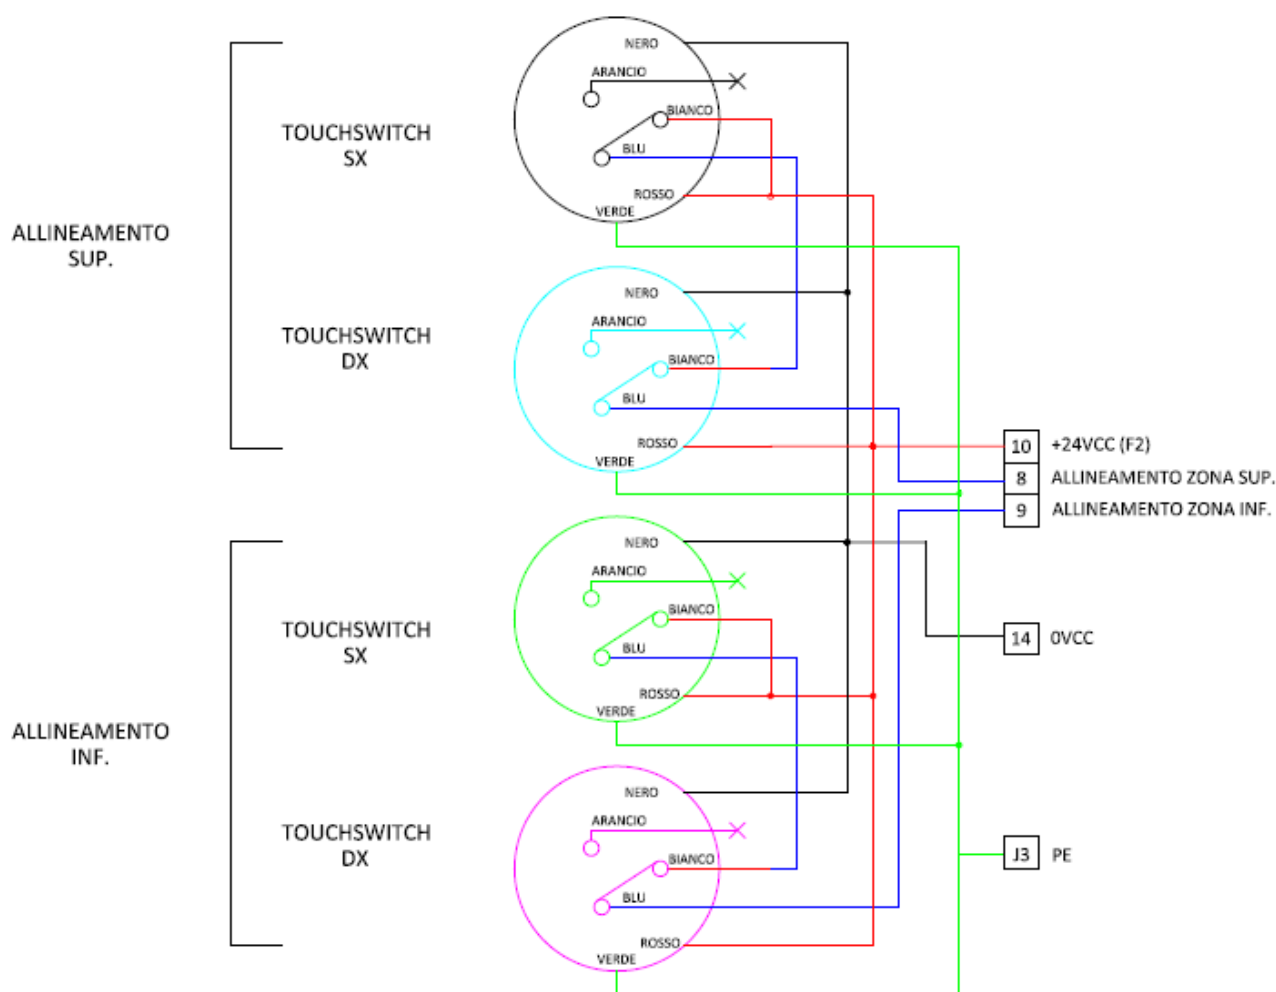 NERO
ARANCIO
BIANCO
TOUCHSWITCH
SX
BLU
ROSSO
VERDE
ALLINEAMENTO
SUP.
NERO
ARANCIO
TOUCHSWITCH
DX
BIANCO
BLU
ROSSO
VERDE
10 +24VCC (F2)
8 ALLINEAMENTO ZONA SUP.
9 ALLINEAMENTO ZONA INF.
NERO
ARANCIO
BIANCO
TOUCHSWITCH
SX
BLU
14 0VCC
ROSSO
VERDE
ALLINEAMENTO
INF.
NERO
ARANCIO
TOUCHSWITCH
DX
BIANCO
J3 PE
BLU
ROSSO
VERDE